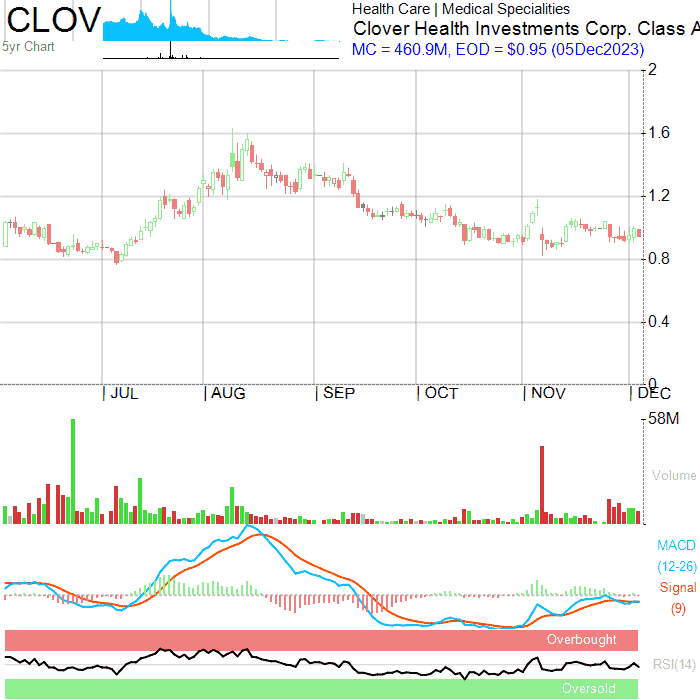 CLOV
5yr Chart
Health Care | Medical Specialities
Clover Health Investments Corp. Class A
MC = 460.9M, EOD = $0.95 (05Dec2023)
2
1.6
1.2
0.8
0.4
0
| JUL | AUG | SEP | OCT | NOV | DEC
58M
Volume
MACD
(12-26)
Signal
(9)
Overbought
RSI(14)
Oversold